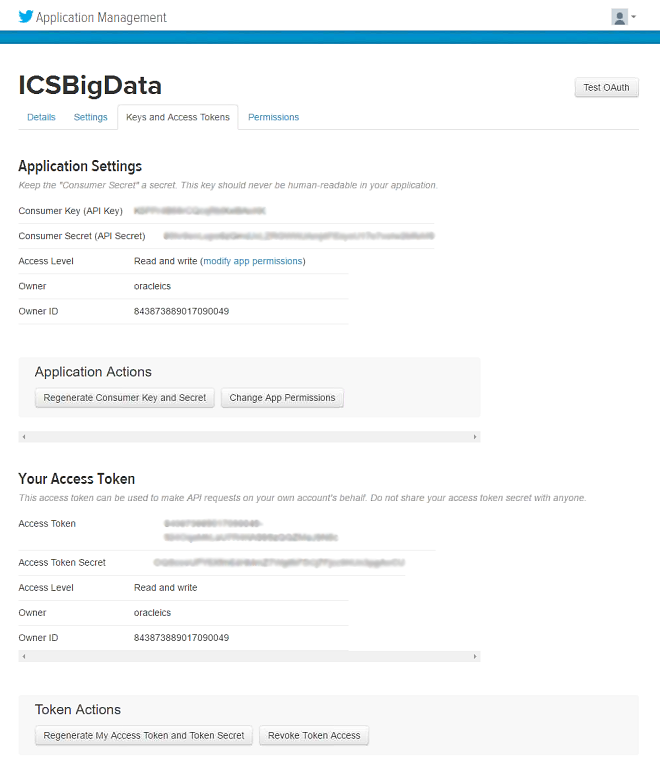 Application Management
ICSBigData
Test OAuth
Details Settings Keys and Access Tokens Permissions
Application Settings
Keep the "Consumer Secret" a secret. This key should never be human-readable in your application.
Consumer Key (API Key)
Consumer Secret (API Secret)
Access Level Read and write (modify app permissions)
Owner oracleics
Owner ID 843873889017090049
Application Actions
Regenerate Consumer Key and Secret Change App Permissions
Your Access Token
This access token can be used to make API requests on your own account's behalf. Do not share your access token secret with anyone.
Access Token
Access Token Secret
Access Level Read and write
Owner oracleics
Owner ID 843873889017090049
Token Actions
Regenerate My Access Token and Token Secret Revoke Token Access